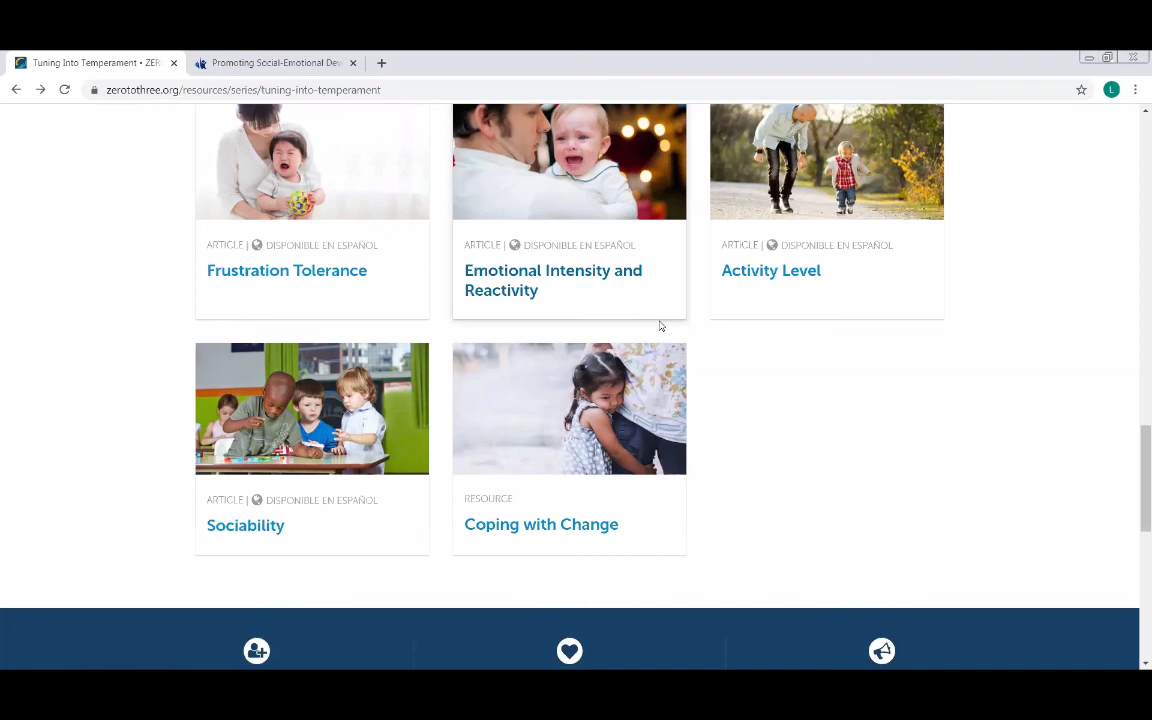 Tuning Into Temperament • ZER
Promoting Social-Emotional Dev
zerotothree.org/resources/series/tuning-into-temperament
L
ARTICLE | DISPONIBLE EN ESPAÑOL
Frustration Tolerance
ARTICLE | DISPONIBLE EN ESPAÑOL
Emotional Intensity and
Reactivity
ARTICLE | DISPONIBLE EN ESPAÑOL
Activity Level
ARTICLE | DISPONIBLE EN ESPAÑOL
Sociability
RESOURCE
Coping with Change